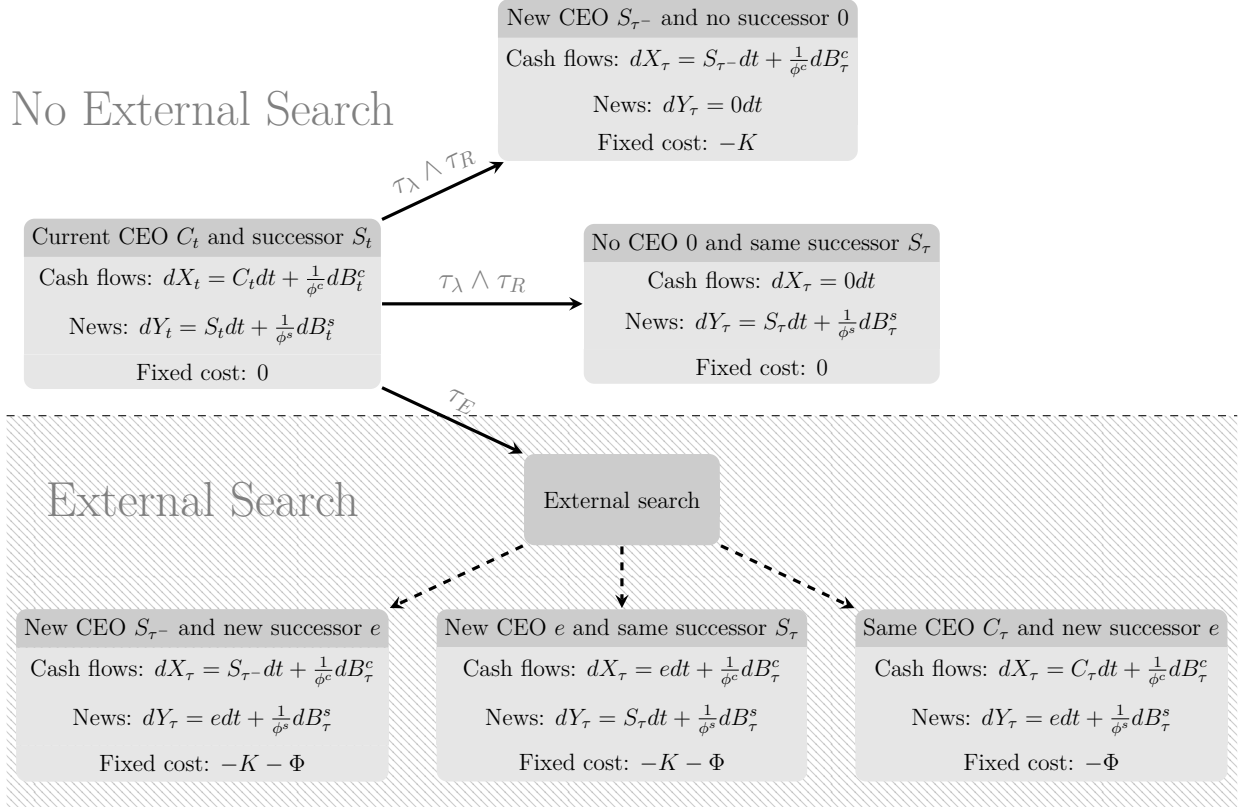 New CEO $S_{\tau^-}$ and no successor 0
Cash flows: $dX_\tau = S_{\tau^-}dt + \frac{1}{\phi^c}dB^c_\tau$
News: $dY_\tau = 0dt$
Fixed cost: $-K$
No External Search
$\tau_\lambda \wedge \tau_R$
Current CEO $C_t$ and successor $S_t$
Cash flows: $dX_t = C_tdt + \frac{1}{\phi^c}dB^c_t$
News: $dY_t = S_tdt + \frac{1}{\phi^s}dB^s_t$
Fixed cost: 0
$\tau_\lambda \wedge \tau_R$
No CEO 0 and same successor $S_\tau$
Cash flows: $dX_\tau = 0dt$
News: $dY_\tau = S_\tau dt + \frac{1}{\phi^s}dB^s_\tau$
Fixed cost: 0
$\tau_E$
External Search
External search
New CEO $S_{\tau^-}$ and new successor $e$
Cash flows: $dX_\tau = S_{\tau^-}dt + \frac{1}{\phi^c}dB^c_\tau$
News: $dY_\tau = edt + \frac{1}{\phi^s}dB^s_\tau$
Fixed cost: $-K - \Phi$
New CEO $e$ and same successor $S_\tau$
Cash flows: $dX_\tau = edt + \frac{1}{\phi^c}dB^c_\tau$
News: $dY_\tau = S_\tau dt + \frac{1}{\phi^s}dB^s_\tau$
Fixed cost: $-K - \Phi$
Same CEO $C_\tau$ and new successor $e$
Cash flows: $dX_\tau = C_\tau dt + \frac{1}{\phi^c}dB^c_\tau$
News: $dY_\tau = edt + \frac{1}{\phi^s}dB^s_\tau$
Fixed cost: $-\Phi$